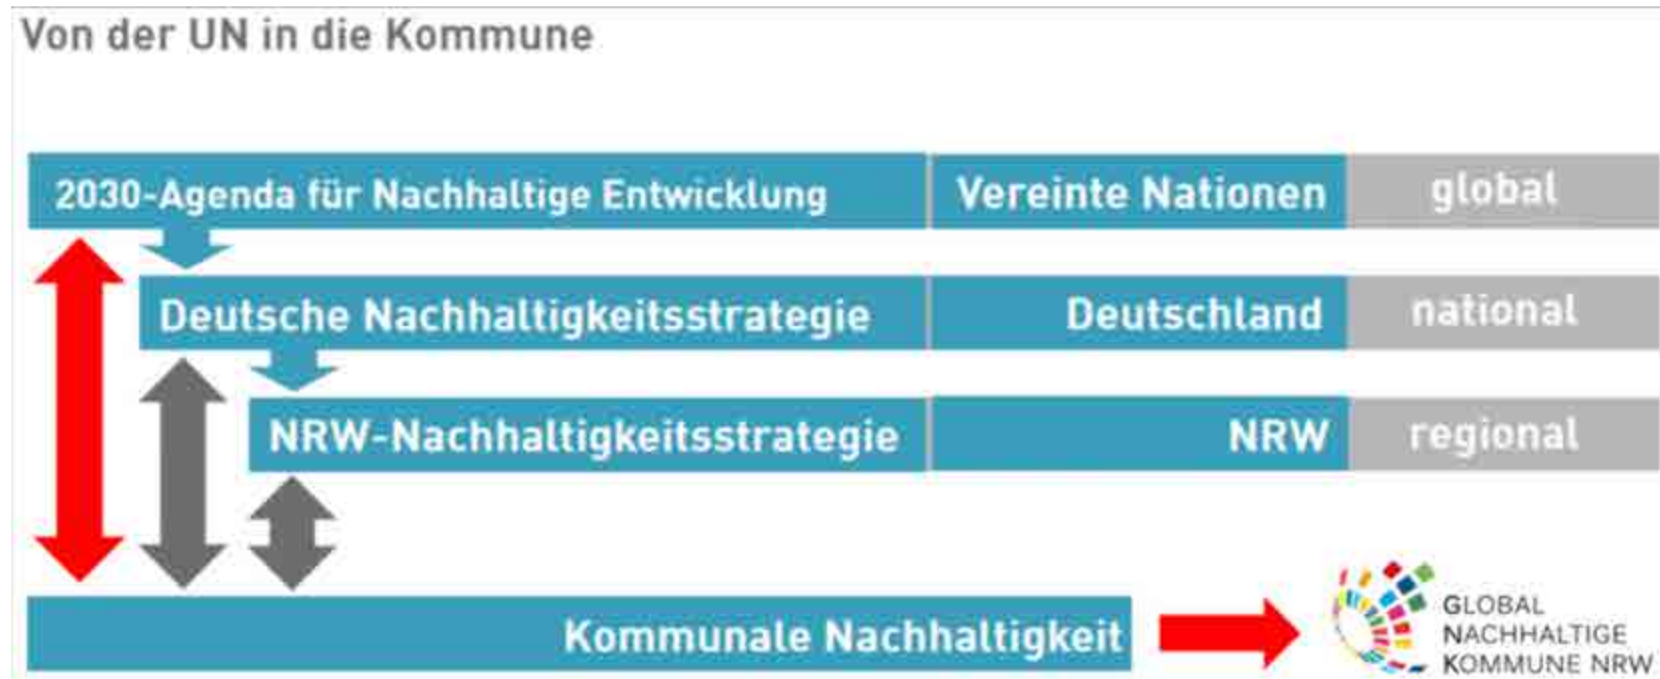 Von der UN in die Kommune
2030-Agenda für Nachhaltige Entwicklung Vereinte Nationen global
Deutsche Nachhaltigkeitsstrategie Deutschland national
NRW-Nachhaltigkeitsstrategie NRW regional
Kommunale Nachhaltigkeit
GLOBAL
NACHHALTIGE
KOMMUNE NRW